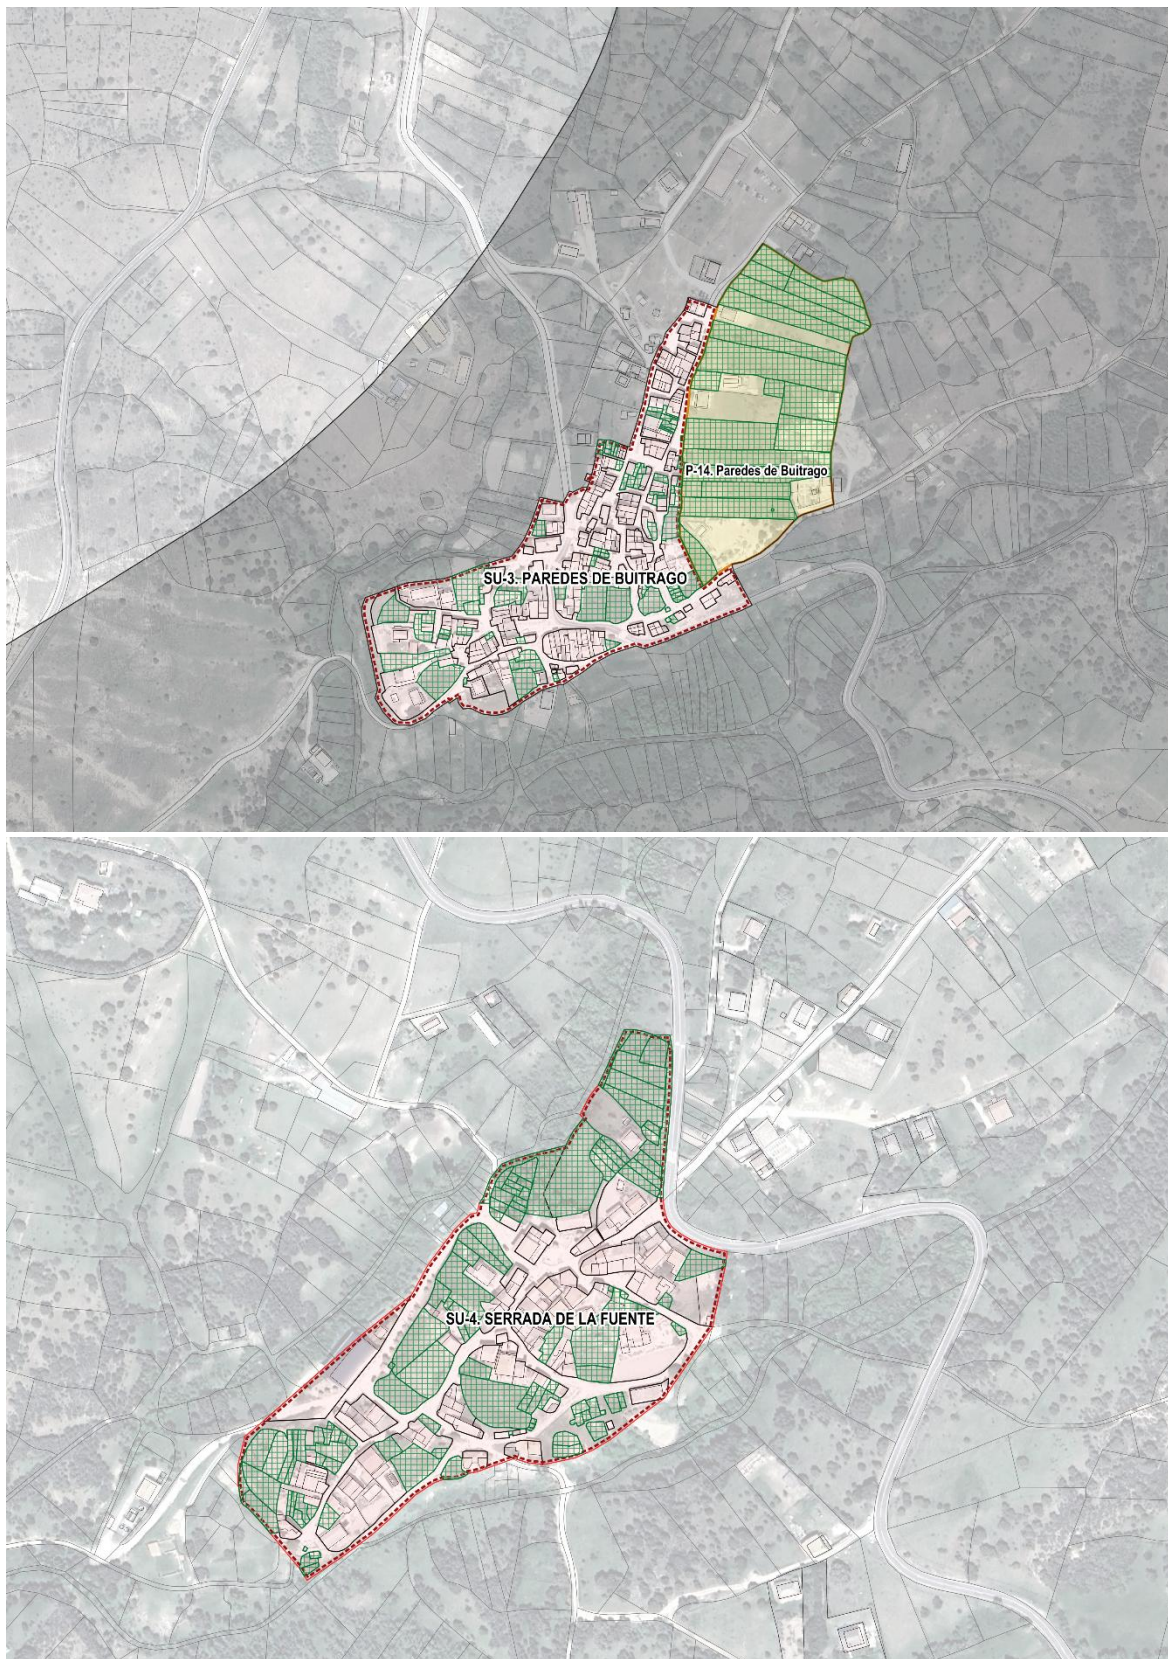 P-14. Paredes de Buitrago
SU-3. PAREDES DE BUITRAGO
SU-4. SERRADA DE LA FUENTE